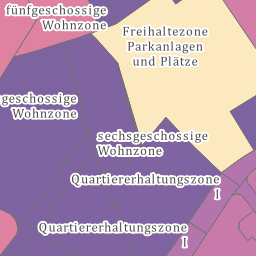 fünfgeschossige
Wohnzone
Freihaltezone
Parkanlagen
und Plätze
geschossige
Wohnzone
sechsgeschossige
Wohnzone
Quartiererhaltungszone
I
Quartiererhaltungszone
I